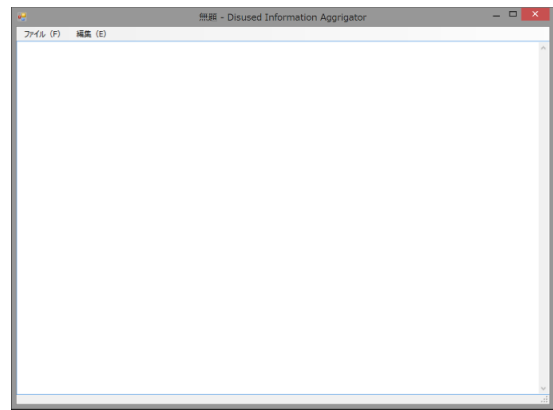 無題 - Disused Information Aggrigator
ファイル (F) 編集 (E)